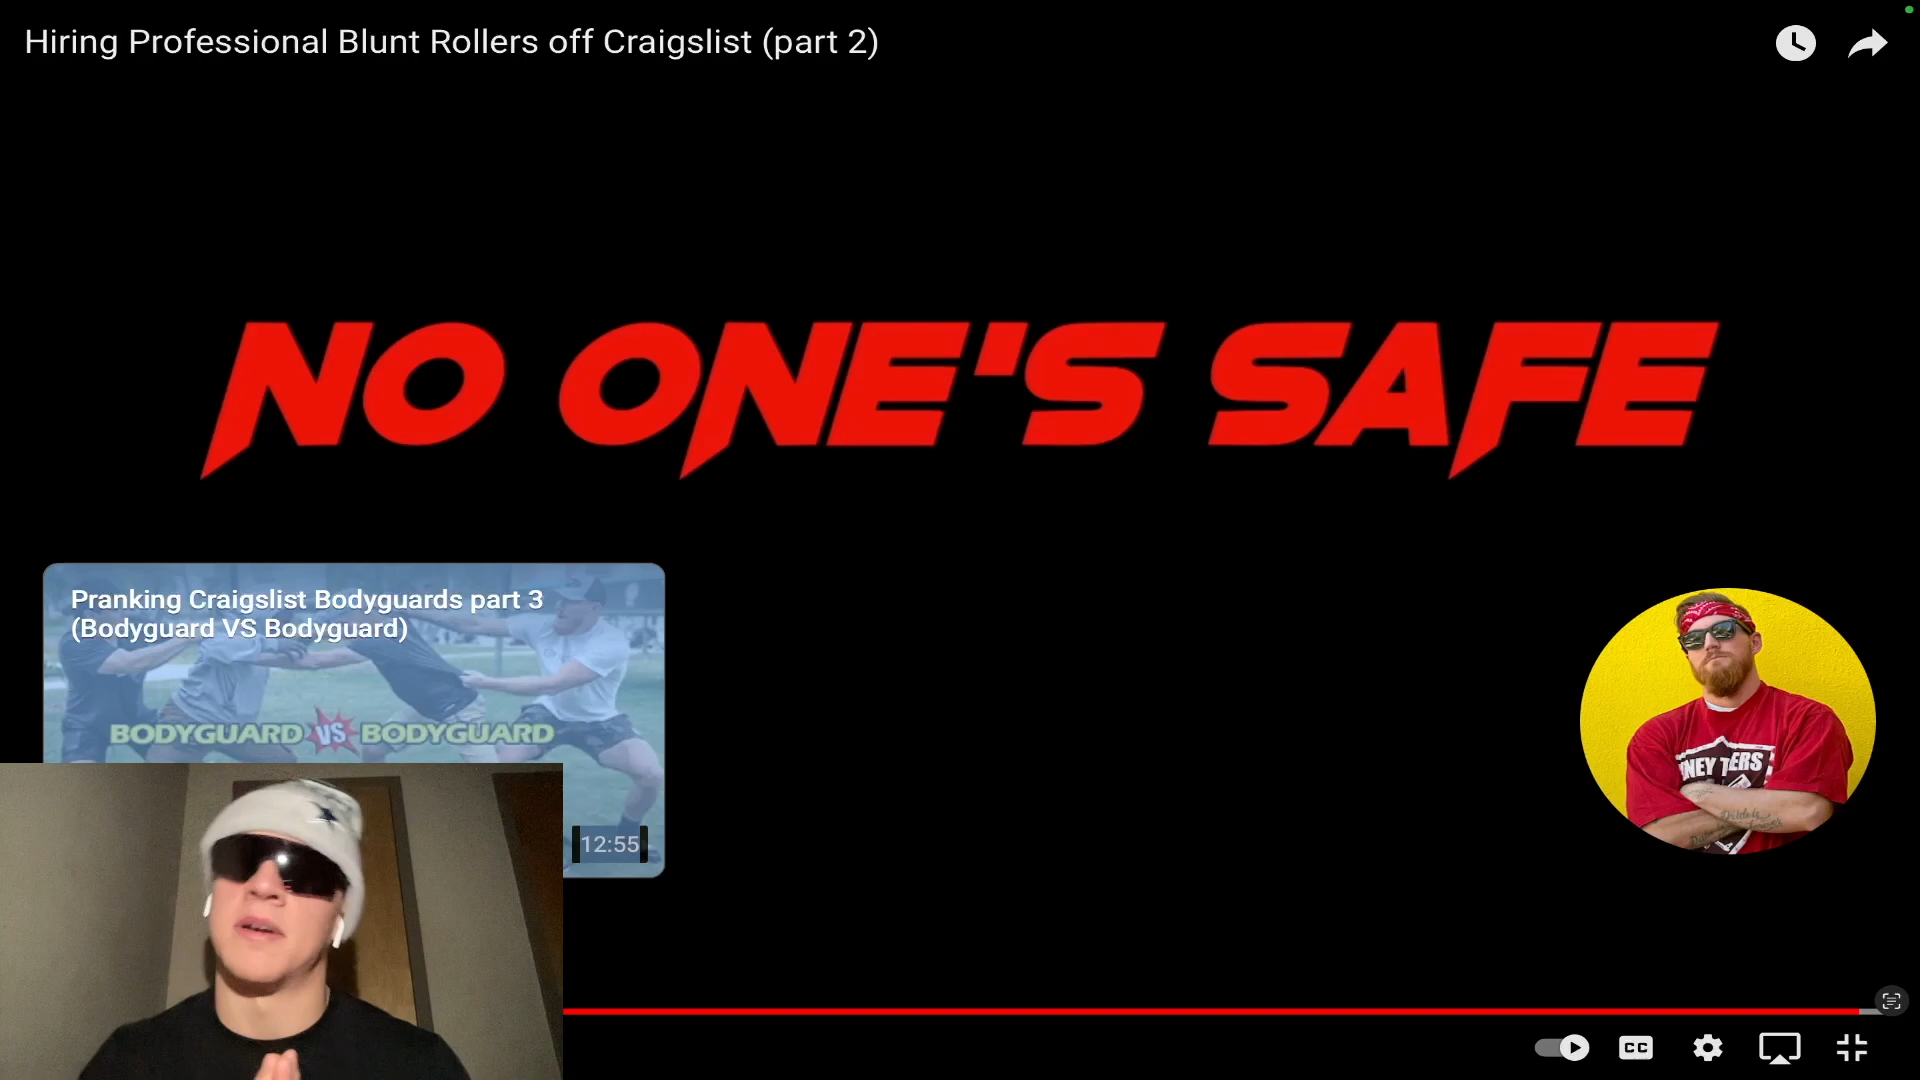 Hiring Professional Blunt Rollers off Craigslist (part 2)
NO ONE'S SAFE
Pranking Craigslist Bodyguards part 3
(Bodyguard VS Bodyguard)
BODYGUARD VS BODYGUARD
12:55
CC